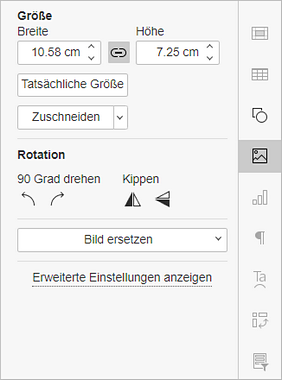 Größe
Breite Höhe
10.58 cm 7.25 cm
Tatsächliche Größe
Zuschneiden
Rotation
90 Grad drehen Kippen
Bild ersetzen
Erweiterte Einstellungen anzeigen
Ta